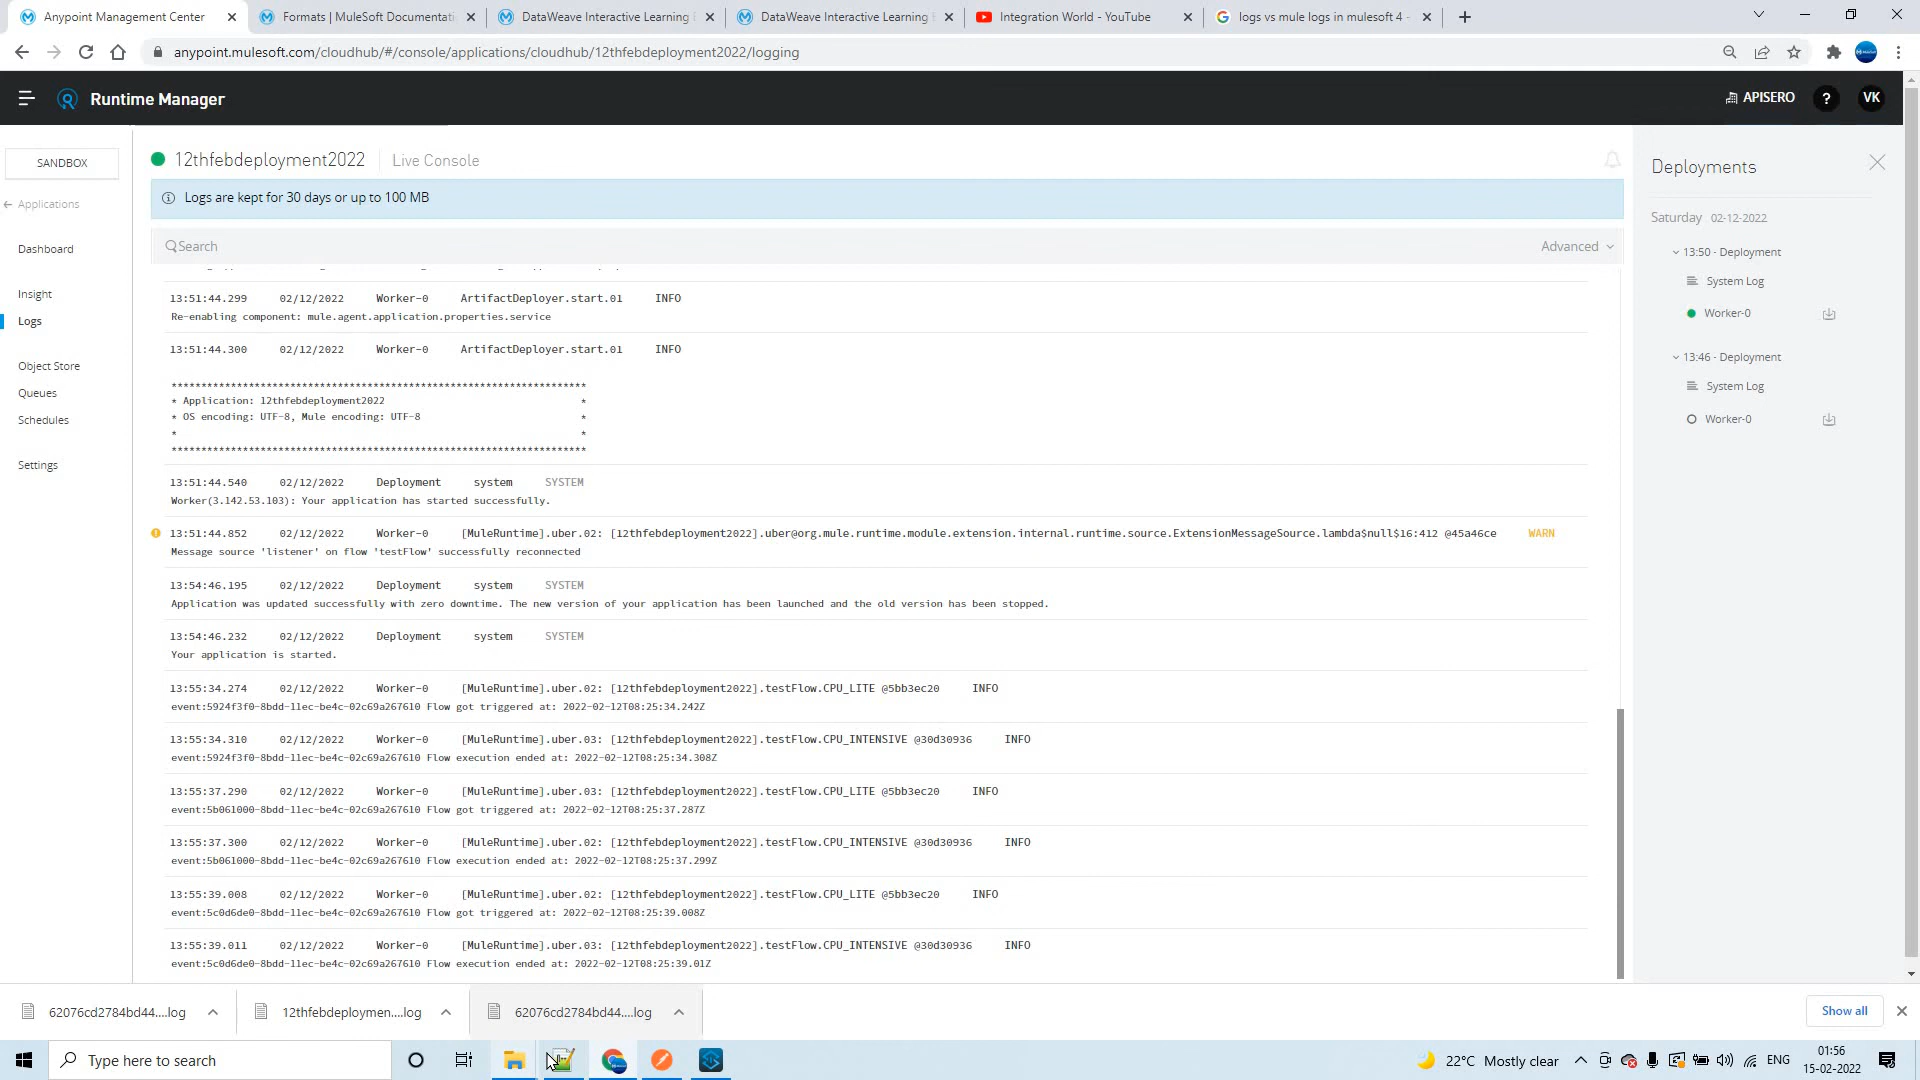 Anypoint Management Center
Formats | MuleSoft Documentati
DataWeave Interactive Learning
DataWeave Interactive Learning
Integration World - YouTube
logs vs mule logs in mulesoft 4 -
anypoint.mulesoft.com/cloudhub/#/console/applications/cloudhub/12thfebdeployment2022/logging
Runtime Manager
APISERO
?
VK
SANDBOX
Applications
Dashboard
Insight
Logs
Object Store
Queues
Schedules
Settings
12thfebdeployment2022 Live Console
Logs are kept for 30 days or up to 100 MB
Search
Advanced
13:51:44.299 02/12/2022 Worker-0 ArtifactDeployer.start.01 INFO
Re-enabling component: mule.agent.application.properties.service
13:51:44.300 02/12/2022 Worker-0 ArtifactDeployer.start.01 INFO
**********************************************************************
* Application: 12thfebdeployment2022 *
* OS encoding: UTF-8, Mule encoding: UTF-8 *
* *
**********************************************************************
13:51:44.540 02/12/2022 Deployment system SYSTEM
Worker(3.142.53.103): Your application has started successfully.
13:51:44.852 02/12/2022 Worker-0 [MuleRuntime].uber.02: [12thfebdeployment2022].uber@org.mule.runtime.module.extension.internal.runtime.source.ExtensionMessageSource.lambda$null$16:412 @45a46ce WARN
Message source 'listener' on flow 'testFlow' successfully reconnected
13:54:46.195 02/12/2022 Deployment system SYSTEM
Application was updated successfully with zero downtime. The new version of your application has been launched and the old version has been stopped.
13:54:46.232 02/12/2022 Deployment system SYSTEM
Your application is started.
13:55:34.274 02/12/2022 Worker-0 [MuleRuntime].uber.02: [12thfebdeployment2022].testFlow.CPU_LITE @5bb3ec20 INFO
event:5924f3f0-8bdd-11ec-be4c-02c69a267610 Flow got triggered at: 2022-02-12T08:25:34.242Z
13:55:34.310 02/12/2022 Worker-0 [MuleRuntime].uber.03: [12thfebdeployment2022].testFlow.CPU_INTENSIVE @30d30936 INFO
event:5924f3f0-8bdd-11ec-be4c-02c69a267610 Flow execution ended at: 2022-02-12T08:25:34.308Z
13:55:37.290 02/12/2022 Worker-0 [MuleRuntime].uber.03: [12thfebdeployment2022].testFlow.CPU_LITE @5bb3ec20 INFO
event:5b061000-8bdd-11ec-be4c-02c69a267610 Flow got triggered at: 2022-02-12T08:25:37.287Z
13:55:37.300 02/12/2022 Worker-0 [MuleRuntime].uber.02: [12thfebdeployment2022].testFlow.CPU_INTENSIVE @30d30936 INFO
event:5b061000-8bdd-11ec-be4c-02c69a267610 Flow execution ended at: 2022-02-12T08:25:37.299Z
13:55:39.008 02/12/2022 Worker-0 [MuleRuntime].uber.02: [12thfebdeployment2022].testFlow.CPU_LITE @5bb3ec20 INFO
event:5c0d6de0-8bdd-11ec-be4c-02c69a267610 Flow got triggered at: 2022-02-12T08:25:39.008Z
13:55:39.011 02/12/2022 Worker-0 [MuleRuntime].uber.03: [12thfebdeployment2022].testFlow.CPU_INTENSIVE @30d30936 INFO
event:5c0d6de0-8bdd-11ec-be4c-02c69a267610 Flow execution ended at: 2022-02-12T08:25:39.01Z
Deployments
Saturday 02-12-2022
13:50 - Deployment
System Log
Worker-0
13:46 - Deployment
System Log
Worker-0
62076cd2784bd44....log
12thfebdeploymen....log
62076cd2784bd44....log
Show all
Type here to search
22°C Mostly clear
ENG
01:56
15-02-2022